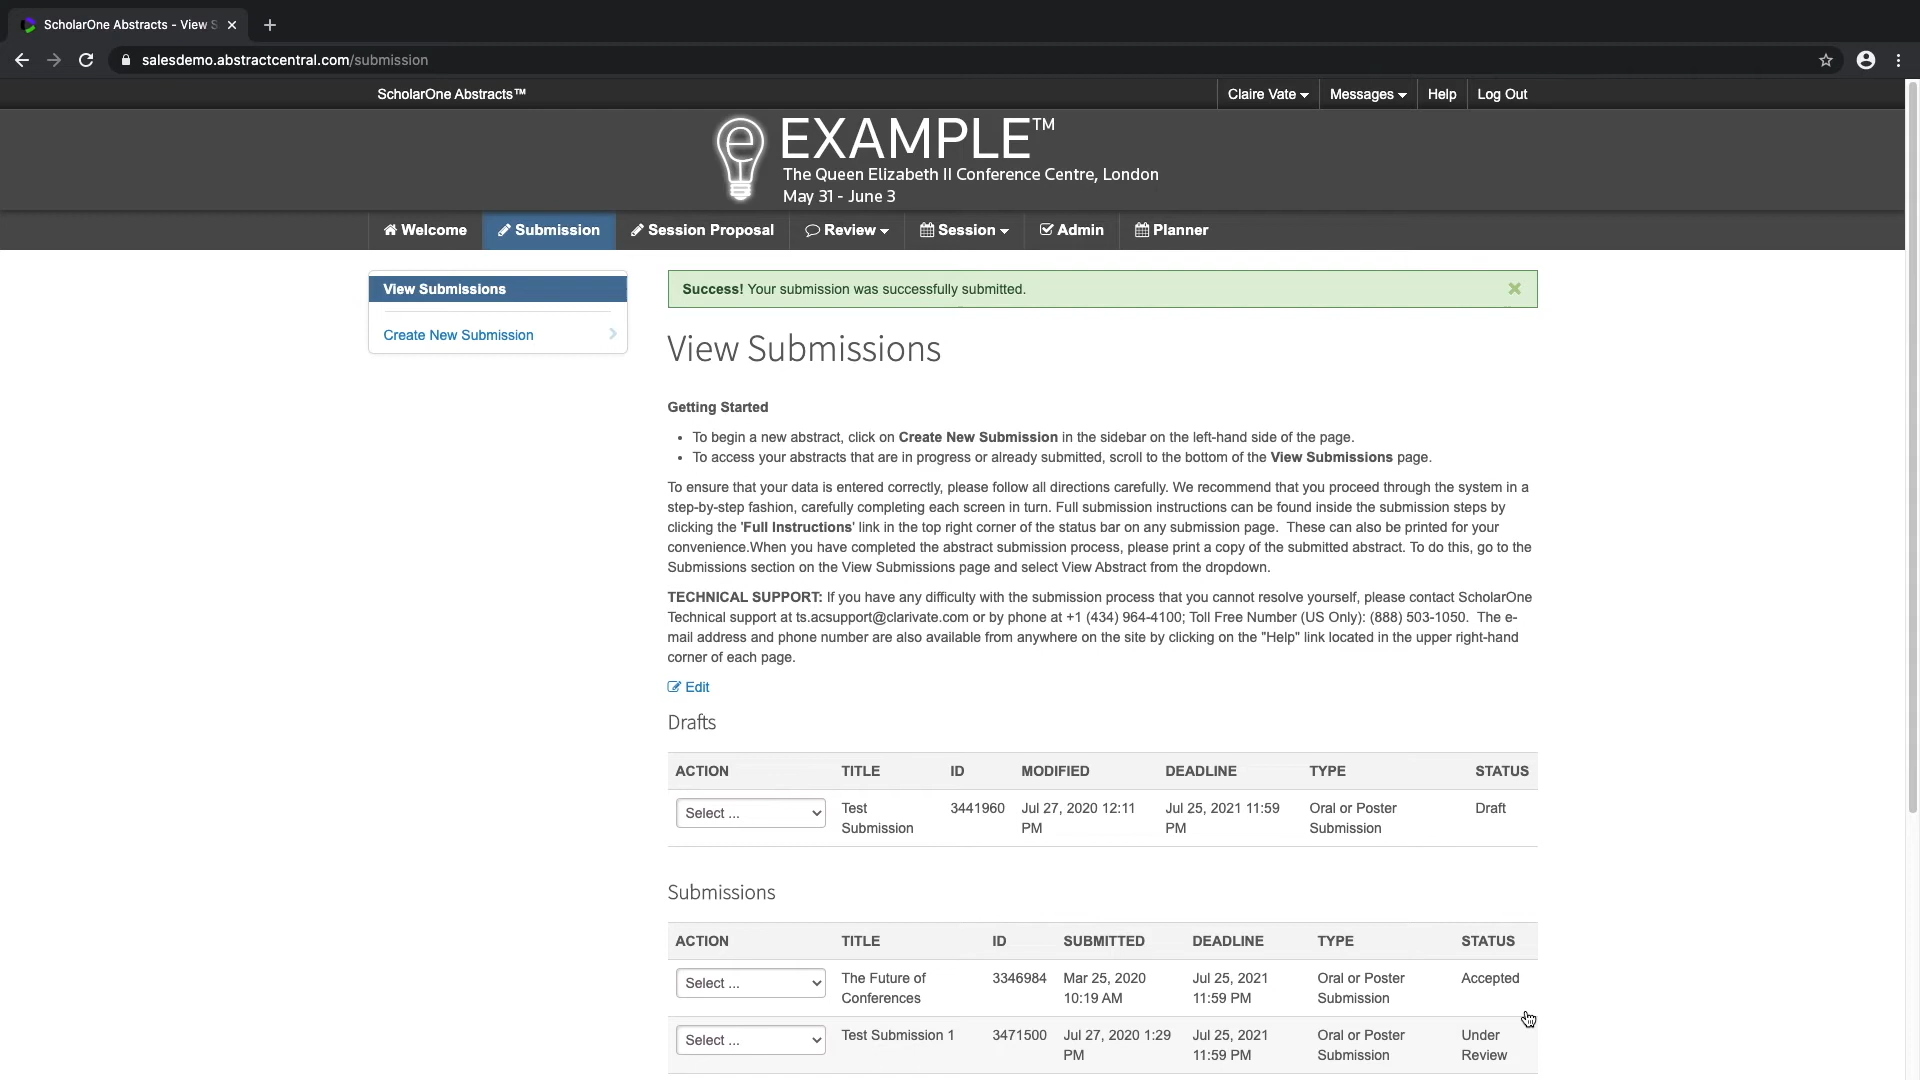 ScholarOne Abstracts - View S
salesdemo.abstractcentral.com/submission
ScholarOne Abstracts™
Claire Vate
Messages
Help
Log Out
e
EXAMPLE™
The Queen Elizabeth II Conference Centre, London
May 31 - June 3
Welcome
Submission
Session Proposal
Review
Session
Admin
Planner
View Submissions
Create New Submission
Success! Your submission was successfully submitted.
View Submissions
Getting Started
• To begin a new abstract, click on Create New Submission in the sidebar on the left-hand side of the page.
• To access your abstracts that are in progress or already submitted, scroll to the bottom of the View Submissions page.
To ensure that your data is entered correctly, please follow all directions carefully. We recommend that you proceed through the system in a
step-by-step fashion, carefully completing each screen in turn. Full submission instructions can be found inside the submission steps by
clicking the 'Full Instructions' link in the top right corner of the status bar on any submission page.  These can also be printed for your
convenience.When you have completed the abstract submission process, please print a copy of the submitted abstract. To do this, go to the
Submissions section on the View Submissions page and select View Abstract from the dropdown.
TECHNICAL SUPPORT: If you have any difficulty with the submission process that you cannot resolve yourself, please contact ScholarOne
Technical support at ts.acsupport@clarivate.com or by phone at +1 (434) 964-4100; Toll Free Number (US Only): (888) 503-1050.  The e-
mail address and phone number are also available from anywhere on the site by clicking on the "Help" link located in the upper right-hand
corner of each page.
Edit
Drafts
ACTION TITLE ID MODIFIED DEADLINE TYPE STATUS
Select ... Test 3441960 Jul 27, 2020 12:11 Jul 25, 2021 11:59 Oral or Poster Draft
Submission PM PM Submission
Submissions
ACTION TITLE ID SUBMITTED DEADLINE TYPE STATUS
Select ... The Future of 3346984 Mar 25, 2020 Jul 25, 2021 Oral or Poster Accepted
Conferences 10:19 AM 11:59 PM Submission
Select ... Test Submission 1 3471500 Jul 27, 2020 1:29 Jul 25, 2021 Oral or Poster Under
PM 11:59 PM Submission Review